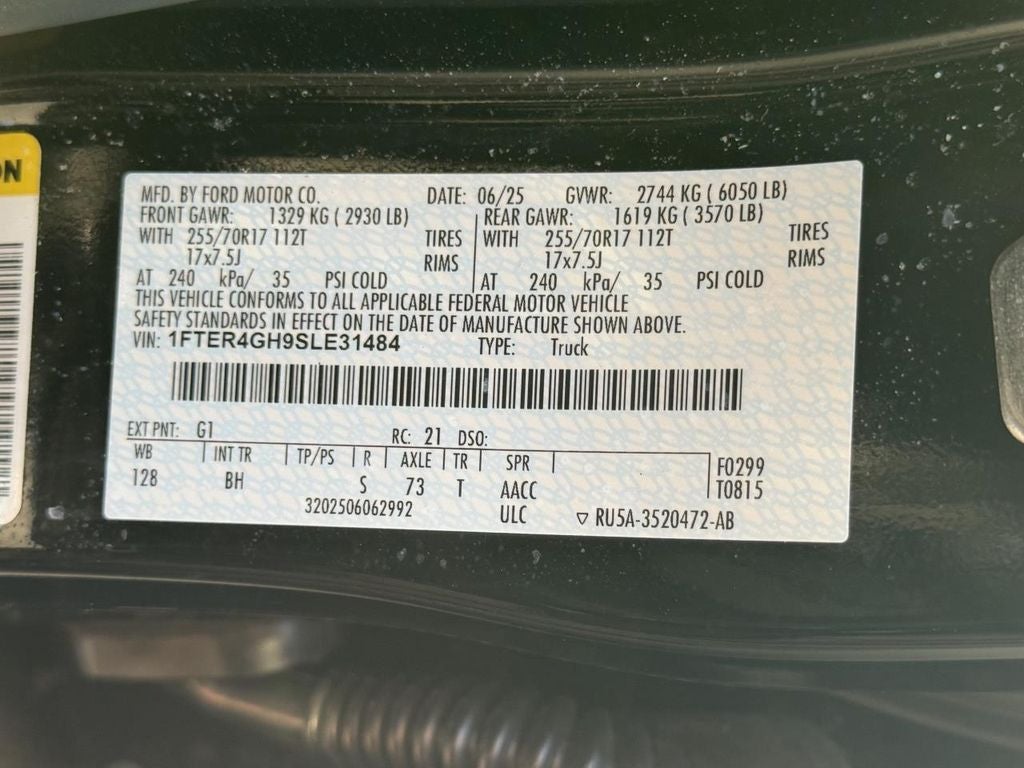 ON
MFD. BY FORD MOTOR CO. DATE: 06/25 GVWR: 2744 KG ( 6050 LB)
FRONT GAWR: 1329 KG ( 2930 LB) REAR GAWR: 1619 KG ( 3570 LB)
WITH 255/70R17 112T TIRES WITH 255/70R17 112T TIRES
17x7.5J RIMS 17x7.5J RIMS
AT 240 kPa/ 35 PSI COLD AT 240 kPa/ 35 PSI COLD
THIS VEHICLE CONFORMS TO ALL APPLICABLE FEDERAL MOTOR VEHICLE
SAFETY STANDARDS IN EFFECT ON THE DATE OF MANUFACTURE SHOWN ABOVE.
VIN: 1FTER4GH9SLE31484 TYPE: Truck
EXT PNT: G1 RC: 21 DSO:
WB INT TR TP/PS R AXLE TR SPR F0299
128 BH S 73 T AACC T0815
3202506062992 ULC RU5A-3520472-AB